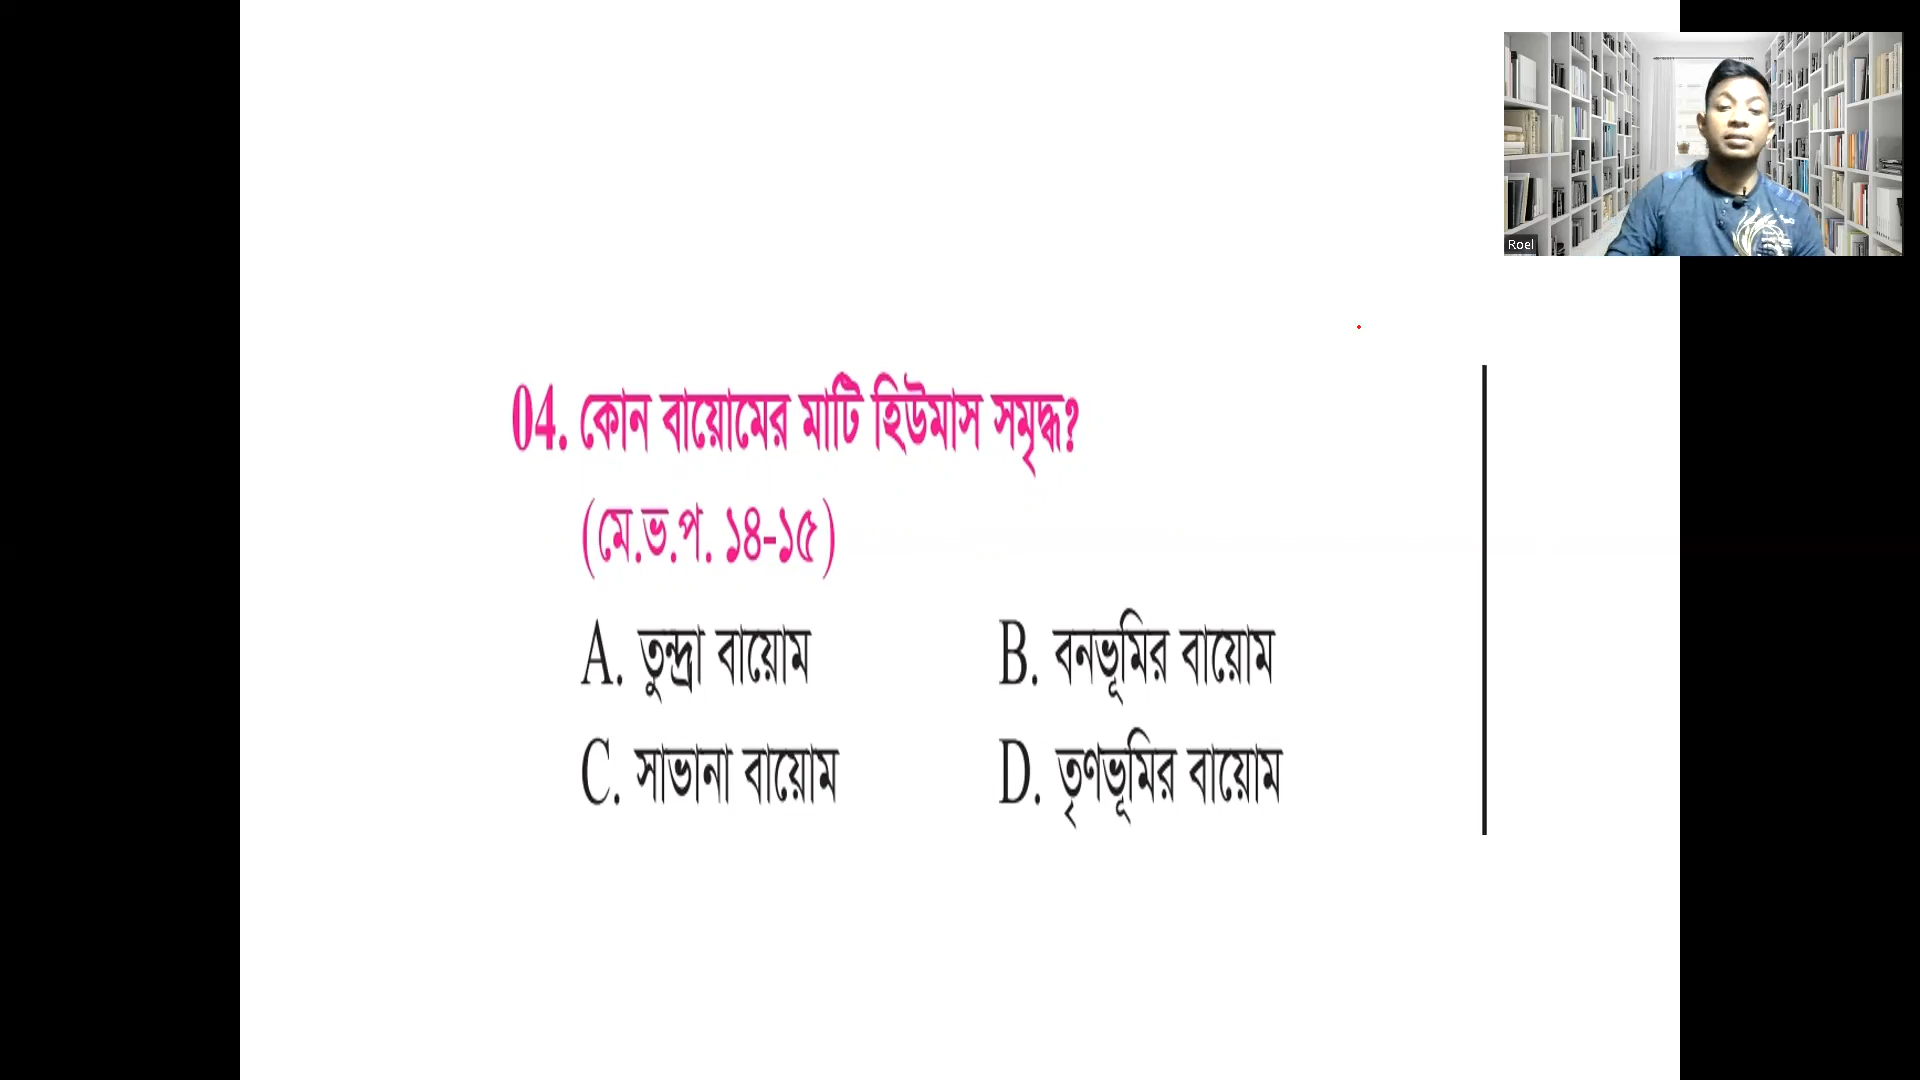 Roel
04. কোন বায়োমের মাটি হিউমাস সমৃদ্ধ?
(মে.ভ.প. ১৪-১৫)
A. তুন্দ্রা বায়োম B. বনভূমির বায়োম
C. সাভানা বায়োম D. তৃণভূমির বায়োম